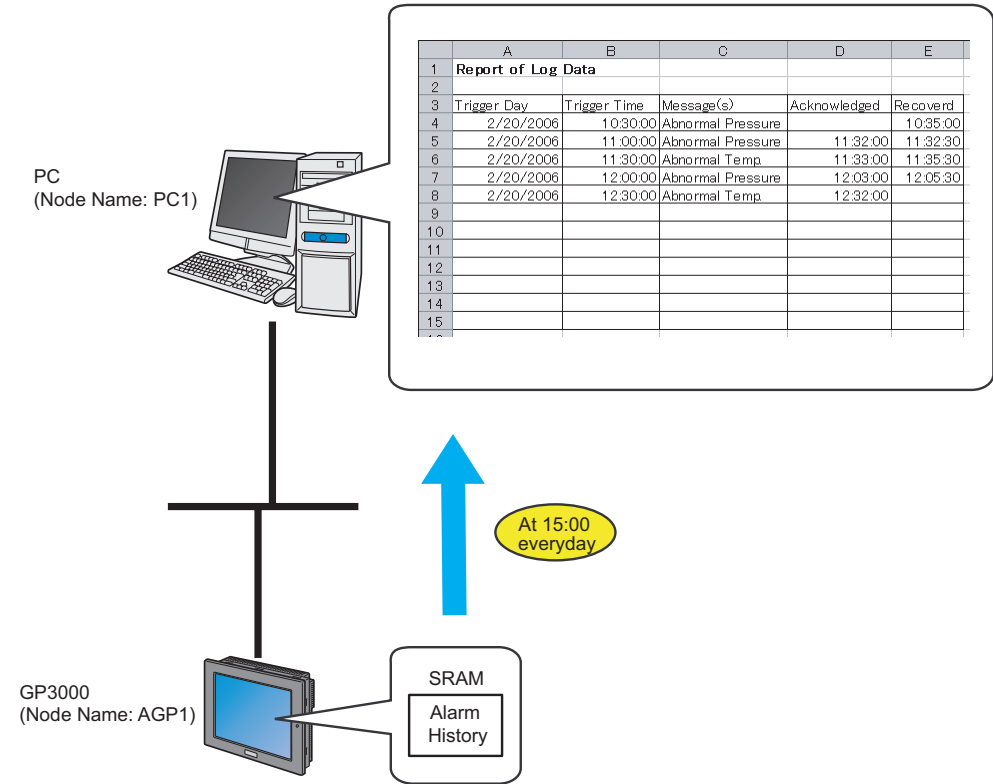 A B C D E
1 Report of Log Data
2
3 Trigger Day Trigger Time Message(s) Acknowledged Recoverd
4 2/20/2006 10:30:00 Abnormal Pressure 10:35:00
5 2/20/2006 11:00:00 Abnormal Pressure 11:32:00 11:32:30
6 2/20/2006 11:30:00 Abnormal Temp. 11:33:00 11:35:30
7 2/20/2006 12:00:00 Abnormal Pressure 12:03:00 12:05:30
8 2/20/2006 12:30:00 Abnormal Temp. 12:32:00
9
10
11
12
13
14
15
PC
(Node Name: PC1)
At 15:00
everyday
GP3000
(Node Name: AGP1)
SRAM
Alarm
History